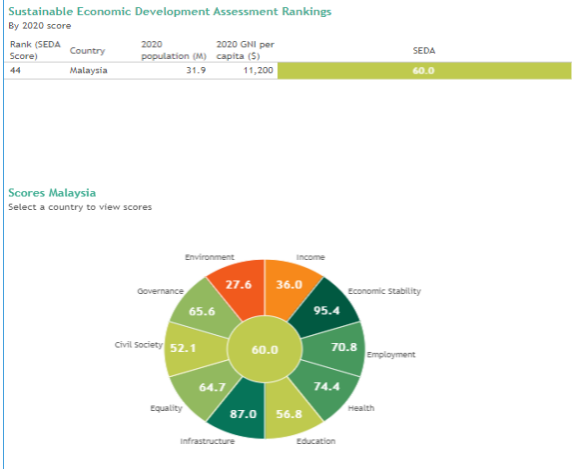 Sustainable Economic Development Assessment Rankings
By 2020 score
Rank (SEDA Score) Country 2020 population (M) 2020 GNI per capita ($) SEDA
44 Malaysia 31.9 11,200 60.0
Scores Malaysia
Select a country to view scores
Environment Income
27.6 36.0
Governance Economic Stability
65.6 95.4
Civil Society 52.1 60.0 70.8 Employment
64.7 74.4
Equality Health
87.0 56.8
Infrastructure Education